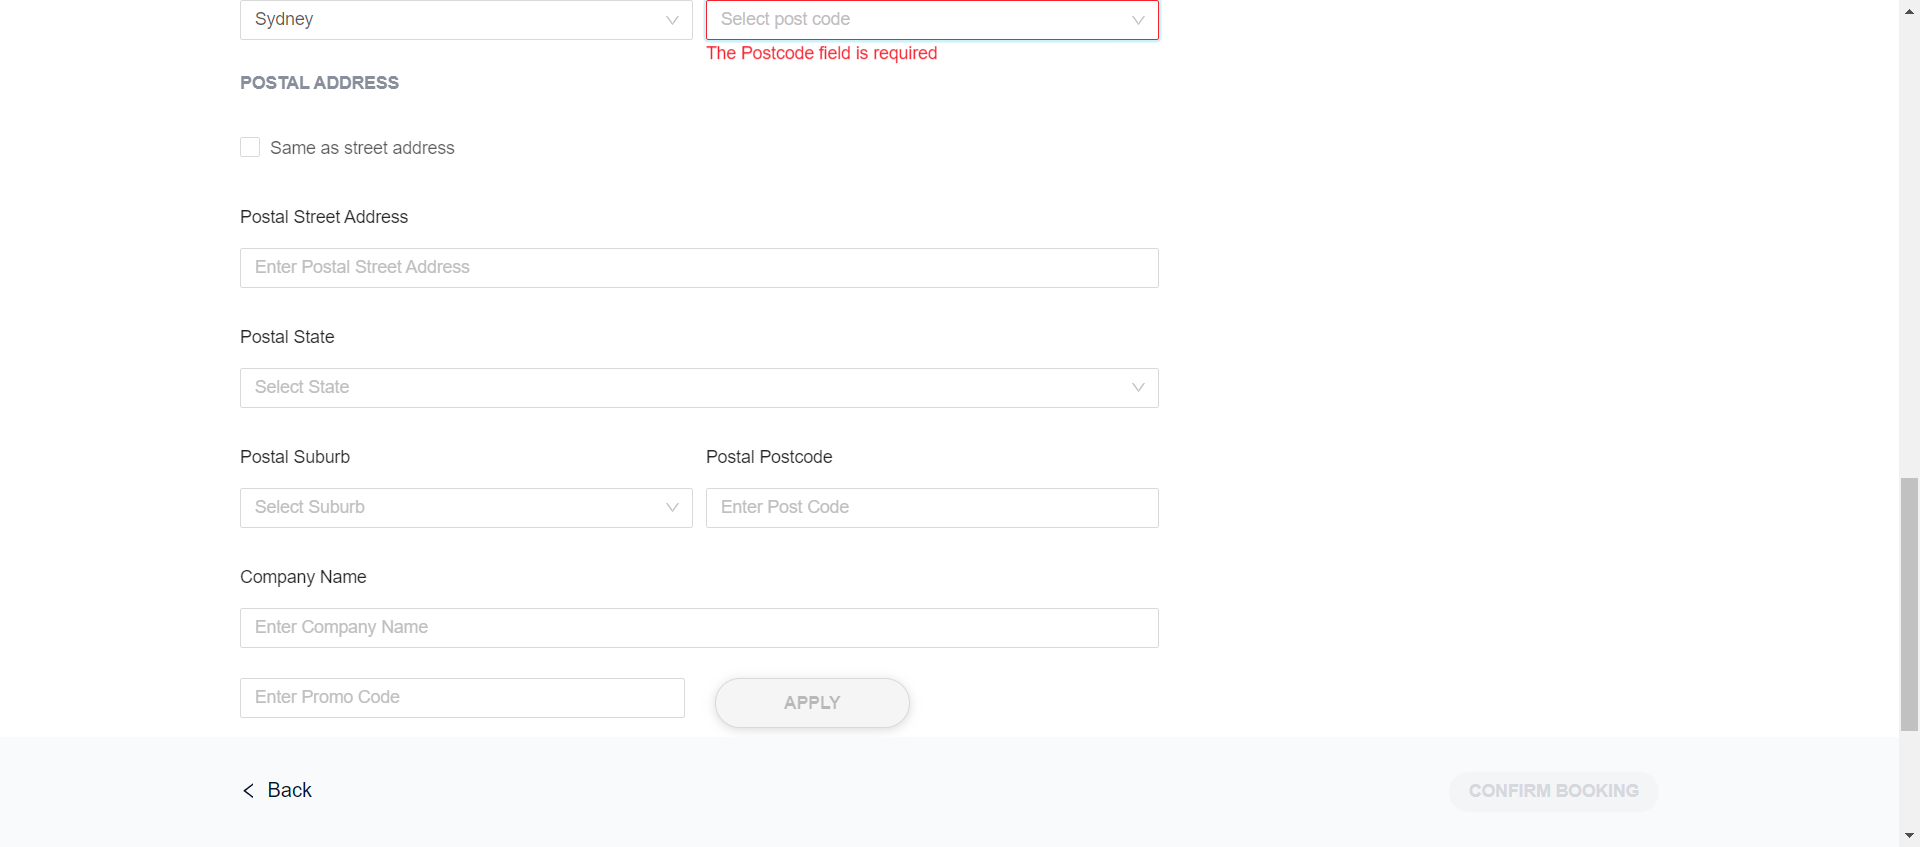 Sydney
Select post code
The Postcode field is required
POSTAL ADDRESS
Same as street address
Postal Street Address
Enter Postal Street Address
Postal State
Select State
Postal Suburb
Postal Postcode
Select Suburb
Enter Post Code
Company Name
Enter Company Name
Enter Promo Code
APPLY
Back
CONFIRM BOOKING